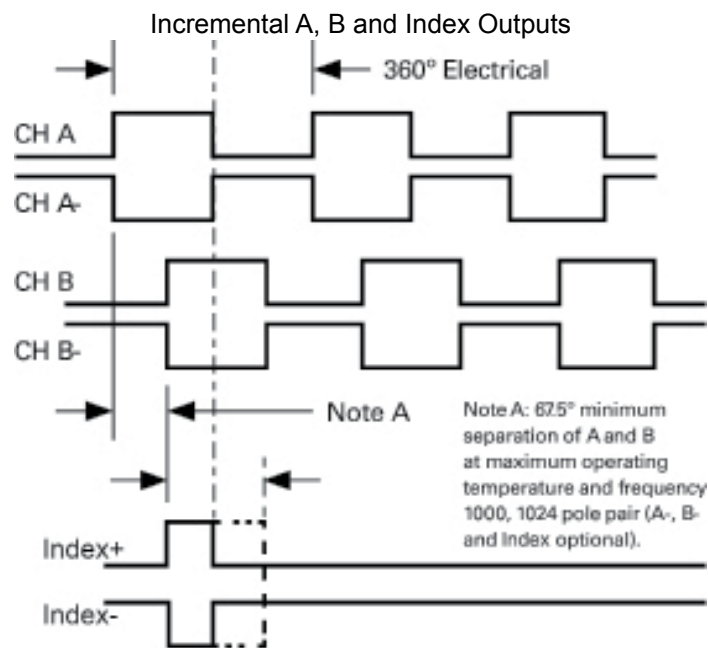 Incremental A, B and Index Outputs
360° Electrical
CH A
CH A-
CH B
CH B-
Note A
Note A: 67.5° minimum
separation of A and B
at maximum operating
temperature and frequency
1000, 1024 pole pair (A-, B-
and Index optional).
Index+
Index-